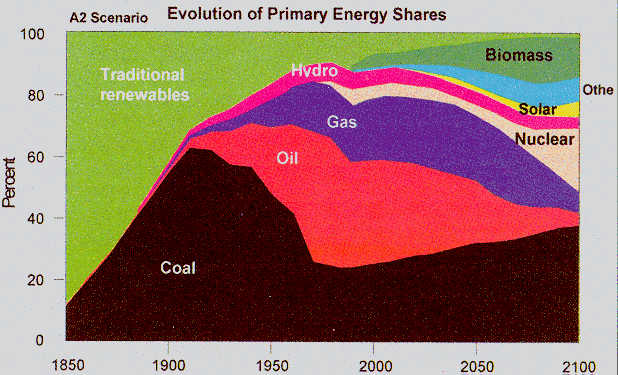 A2 Scenario
Evolution of Primary Energy Shares
100
80
60
40
20
0
Percent
Traditional
renewables
Hydro
Gas
Oil
Coal
Biomass
Othe
Solar
Nuclear
1850
1900
1950
2000
2050
2100